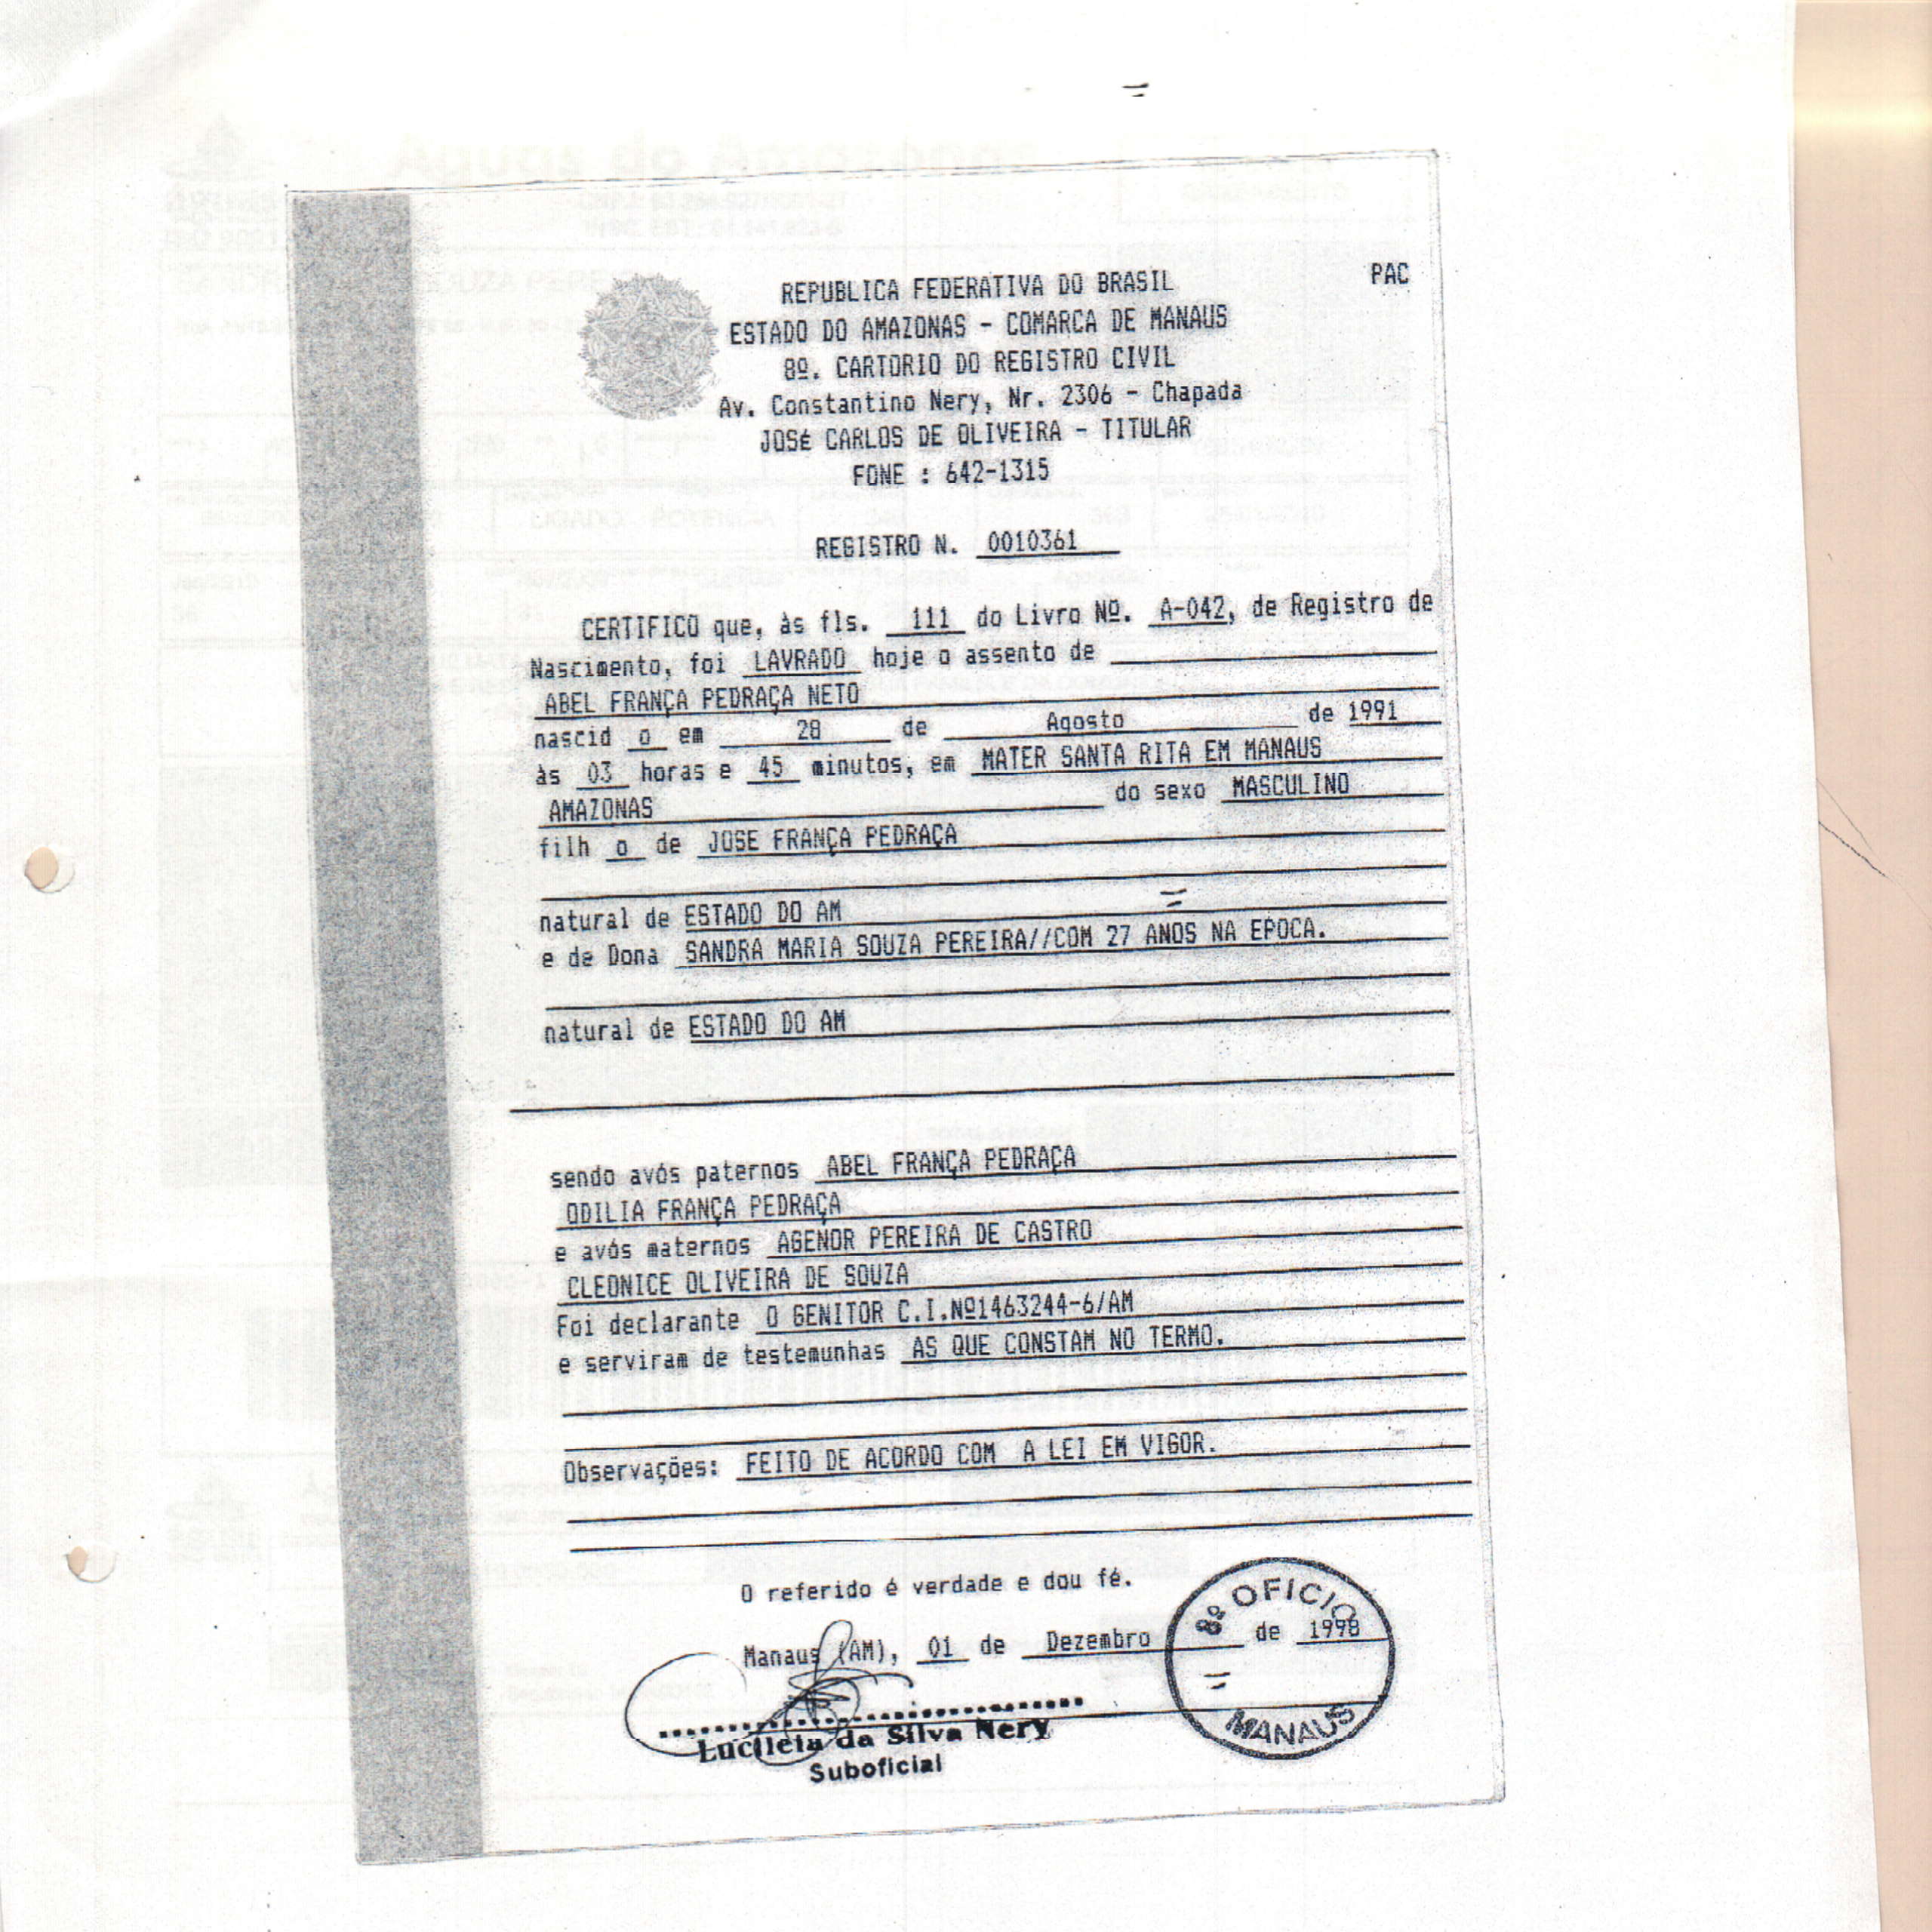 REPUBLICA FEDERATIVA DO BRASIL
PAC
ESTADO DO AMAZONAS - COMARCA DE MANAUS
8º. CARTORIO DO REGISTRO CIVIL
Av. Constantino Nery, Nr. 2306 - Chapada
JOSé CARLOS DE OLIVEIRA - TITULAR
FONE : 642-1315
REGISTRO N. 0010361
CERTIFICO que, às fls. 111 do Livro Nº. A-042, de Registro de
Nascimento, foi LAVRADO hoje o assento de
ABEL FRANÇA PEDRAÇA NETO
nascid o em 28 de Agosto de 1991
às 03 horas e 45 minutos, em MATER SANTA RITA EM MANAUS
AMAZONAS do sexo MASCULINO
filh o de JOSE FRANÇA PEDRAÇA
natural de ESTADO DO AM
e de Dona SANDRA MARIA SOUZA PEREIRA//COM 27 ANOS NA EPOCA.
natural de ESTADO DO AM
sendo avós paternos ABEL FRANÇA PEDRAÇA
ODILIA FRANÇA PEDRAÇA
e avós maternos AGENOR PEREIRA DE CASTRO
CLEONICE OLIVEIRA DE SOUZA
Foi declarante O GENITOR C.I.Nº1463244-6/AM
e serviram de testemunhas AS QUE CONSTAM NO TERMO.
Observações: FEITO DE ACORDO COM A LEI EM VIGOR.
O referido é verdade e dou fé.
Manaus (AM), 01 de Dezembro de 1998
8º OFICIO
MANAUS
Lucileia da Silva Nery
Suboficial